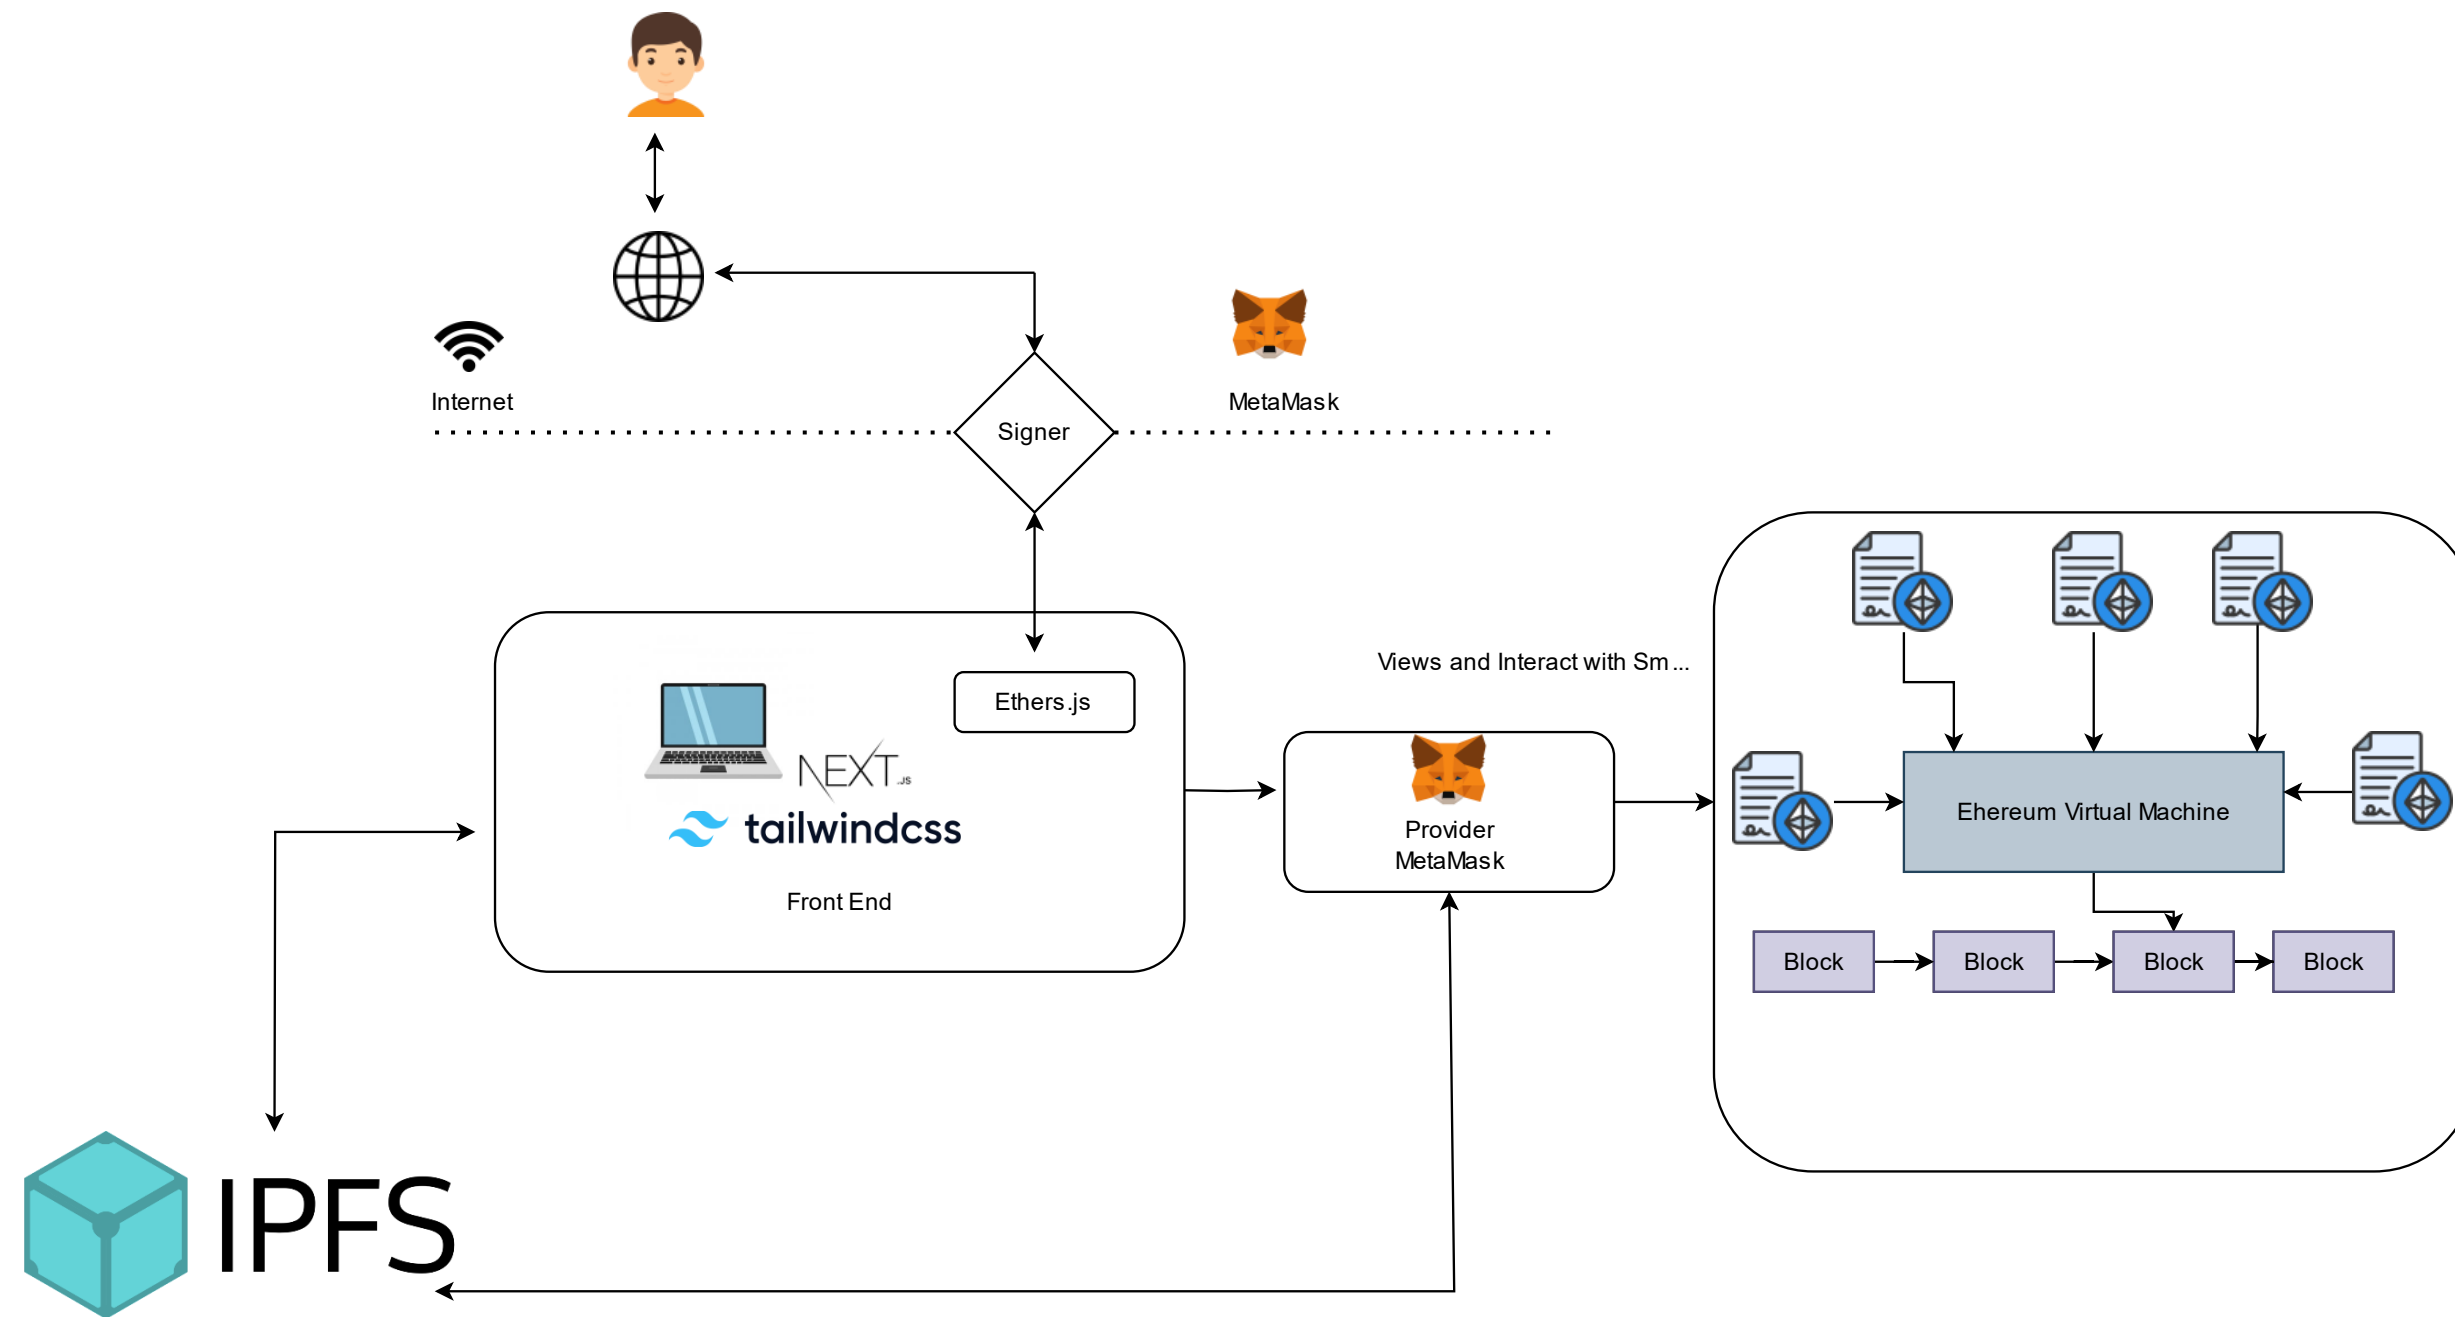 Internet
MetaMask
Signer
Views and Interact with Sm...
Ethers.js
NEXT.JS
tailwindcss
Front End
Provider
MetaMask
Ehereum Virtual Machine
Block
Block
Block
Block
IPFS